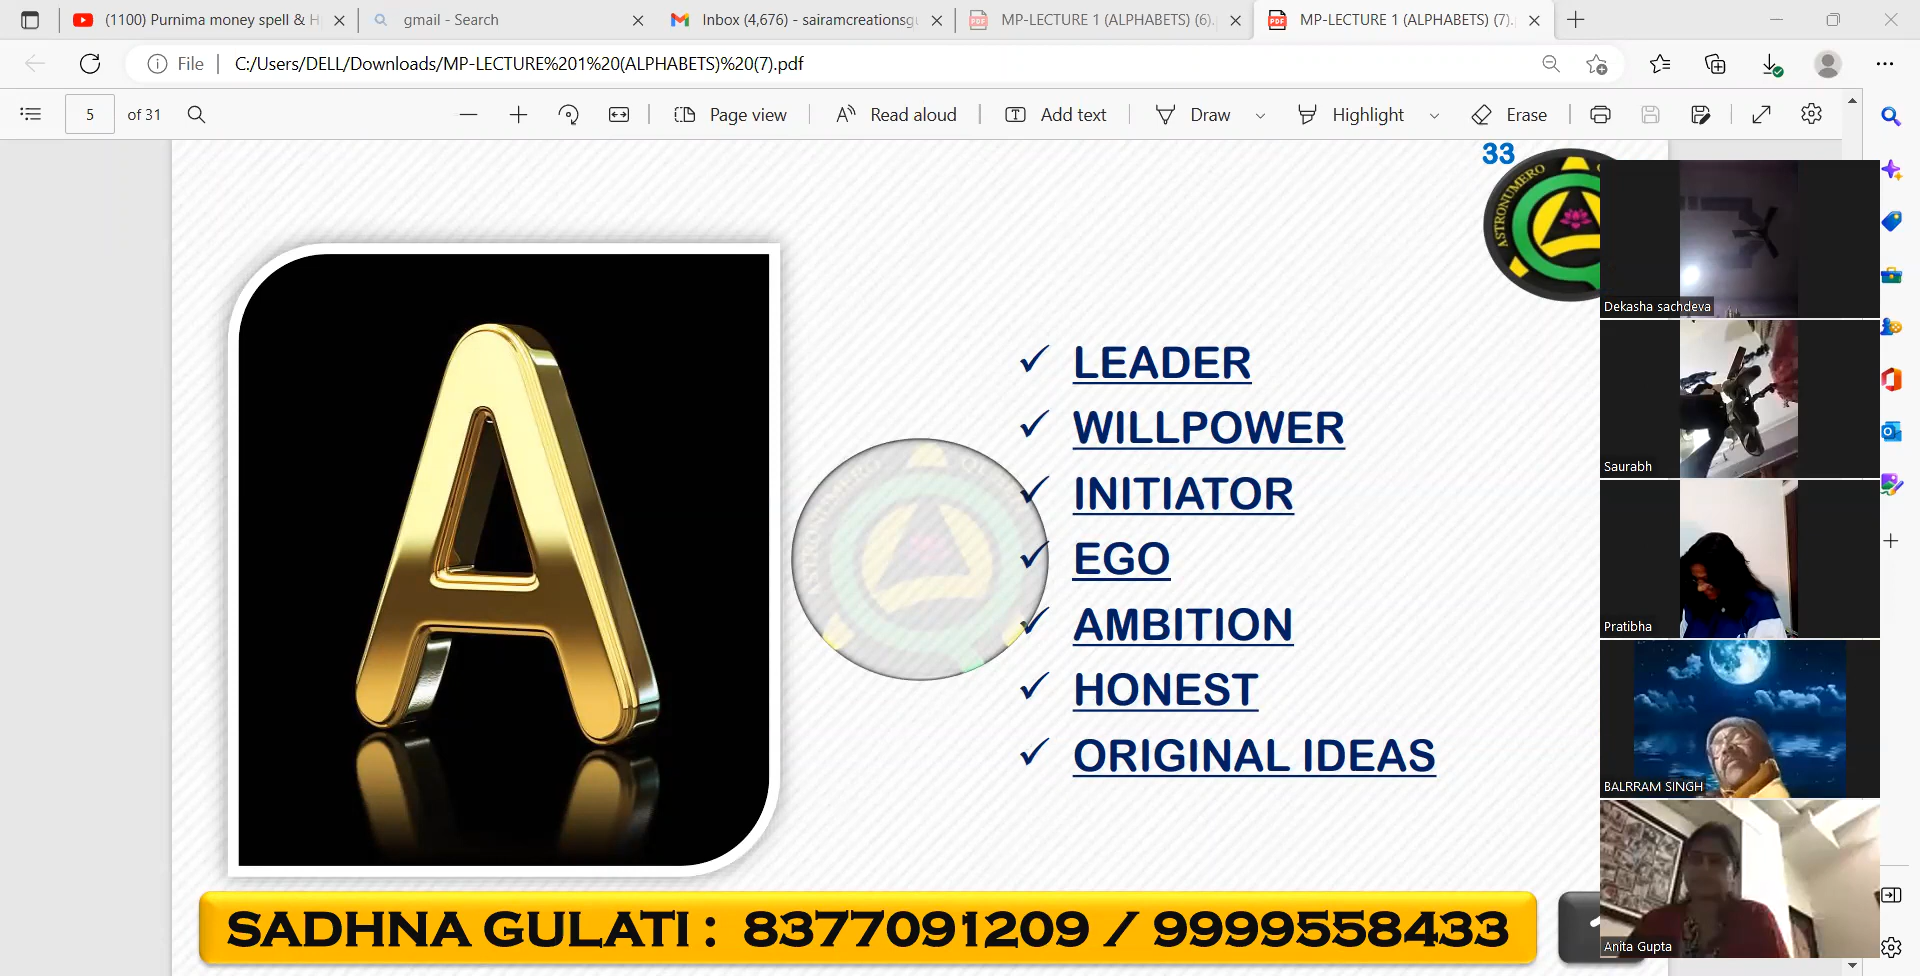 (1100) Purnima money spell & H
gmail - Search
Inbox (4,676) - sairamcreationsg
MP-LECTURE 1 (ALPHABETS) (6).
MP-LECTURE 1 (ALPHABETS) (7).
File
C:/Users/DELL/Downloads/MP-LECTURE%201%20(ALPHABETS)%20(7).pdf
5 of 31
Page view
Read aloud
Add text
Draw
Highlight
Erase
33
ASTRONUMERO
LEADER
WILLPOWER
INITIATOR
EGO
AMBITION
HONEST
ORIGINAL IDEAS
SADHNA GULATI : 8377091209 / 9999558433
Dekasha sachdeva
Saurabh
Pratibha
BALRRAM SINGH
Anita Gupta